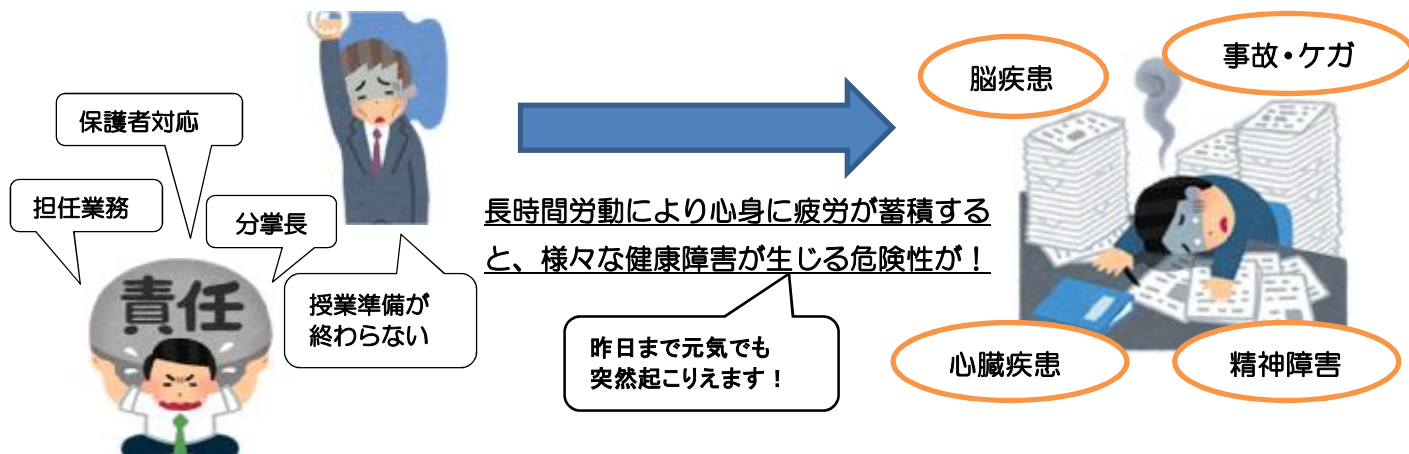 保護者対応
担任業務
分掌長
責任
授業準備が
終わらない
長時間労働により心身に疲労が蓄積する
と、様々な健康障害が生じる危険性が！
昨日まで元気でも
突然起こりえます！
脳疾患
事故・ケガ
心臓疾患
精神障害